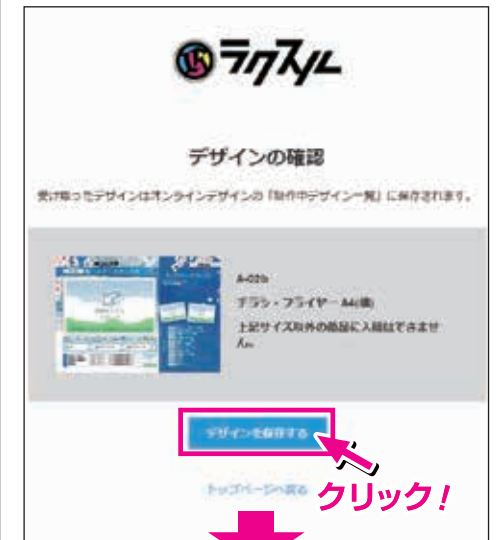 ラクスル
デザインの確認
受け取ったデザインはオンラインデザインの「制作中デザイン一覧」に保存されます。
A-02b
チラシ・フライヤー A4(横)
上記サイズ以外の商品に入稿はできませ
ん。
デザインを保存する
トップページへ戻る
クリック!